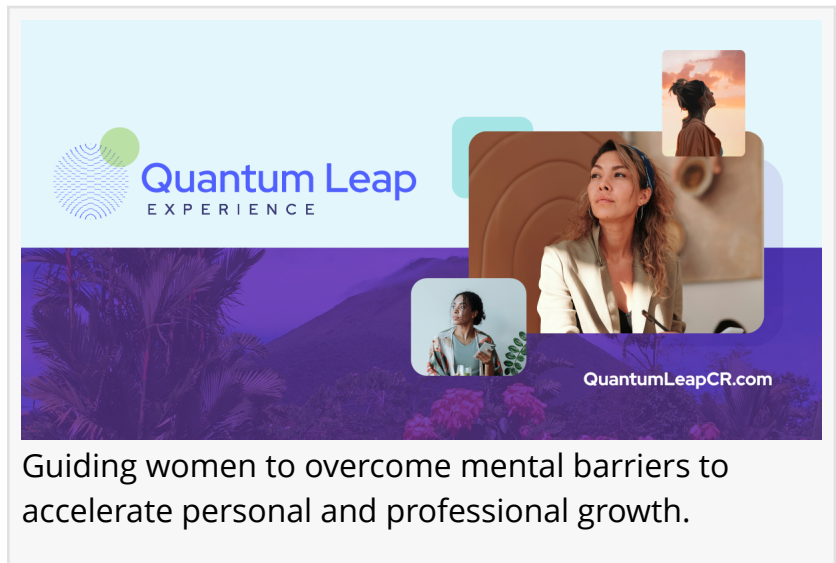 Quantum Leap
EXPERIENCE
QuantumLeapCR.com
Guiding women to overcome mental barriers to
accelerate personal and professional growth.